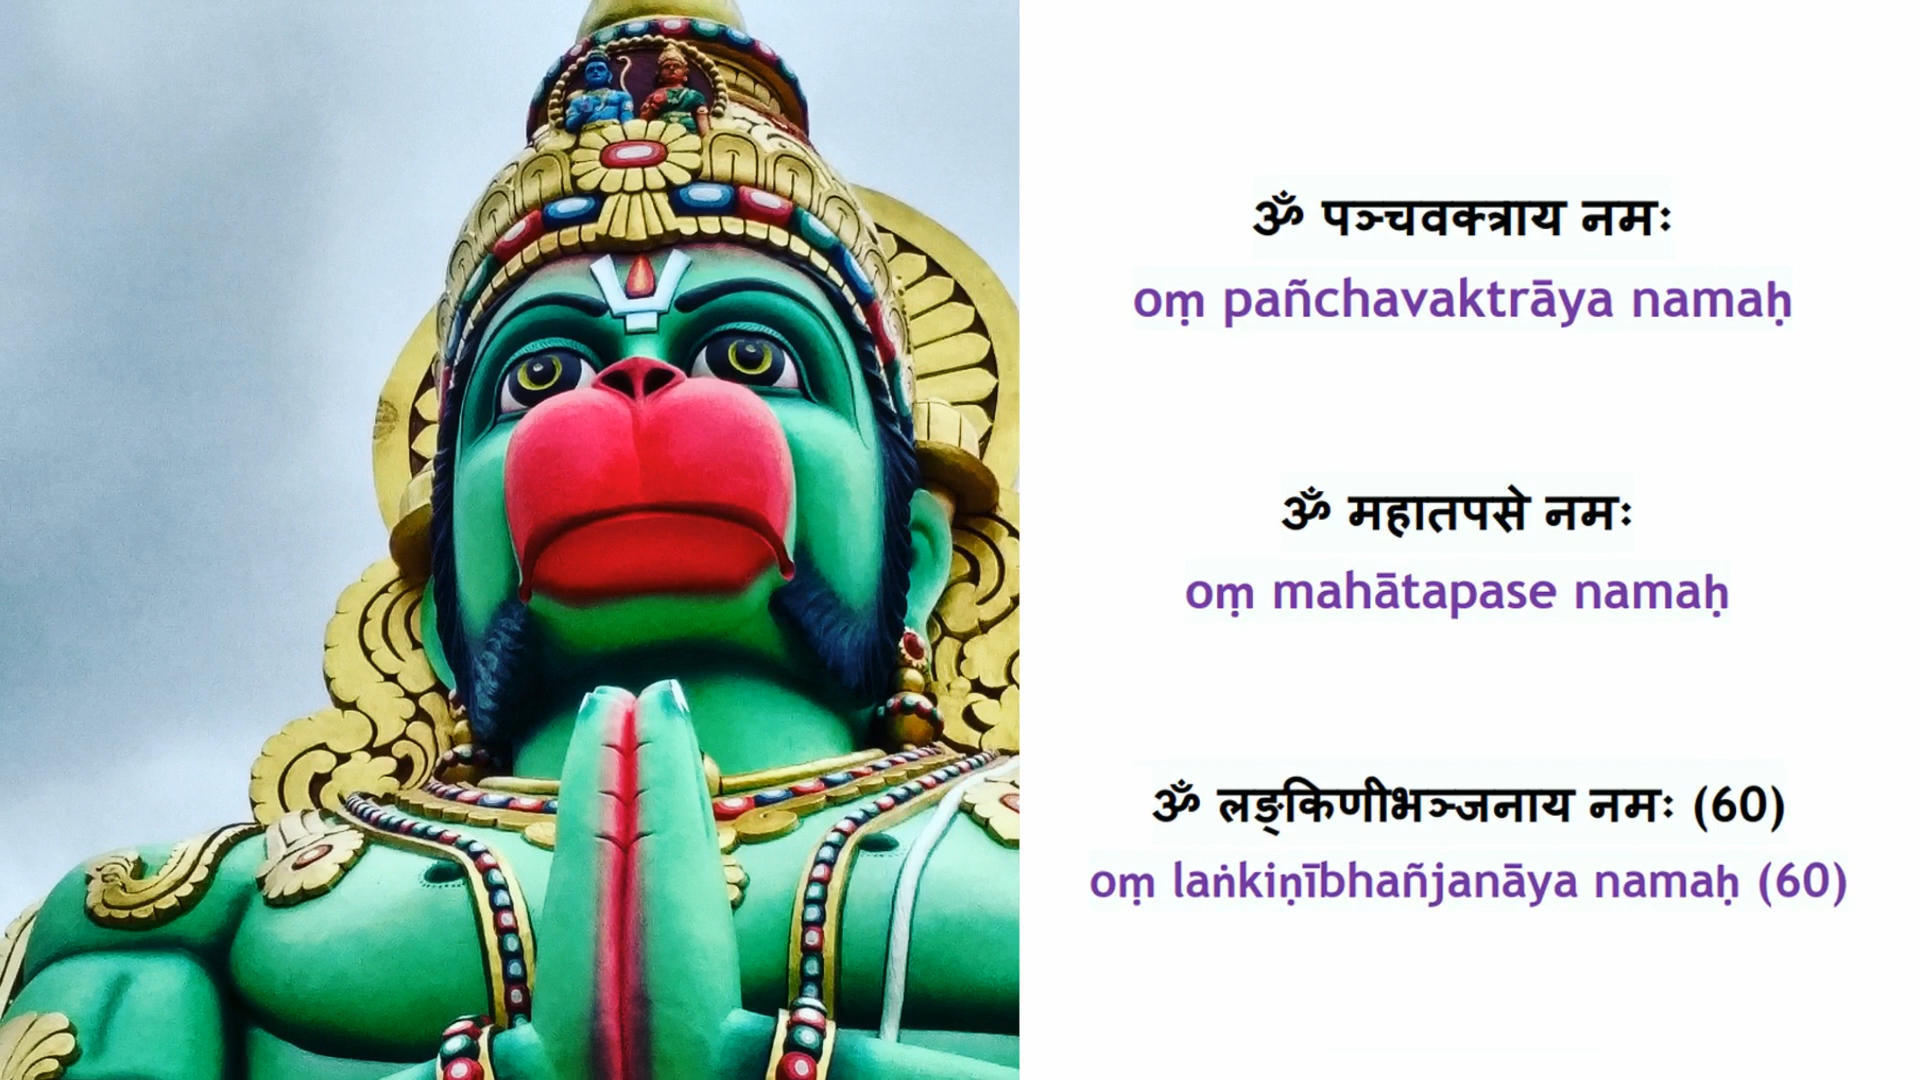 ॐ पञ्चवक्त्राय नमः
oṃ pañchavaktrāya namaḥ
ॐ महातपसे नमः
oṃ mahātapase namaḥ
ॐ लङ्किणीभञ्जनाय नमः (60)
oṃ laṅkiṇībhañjanāya namaḥ (60)